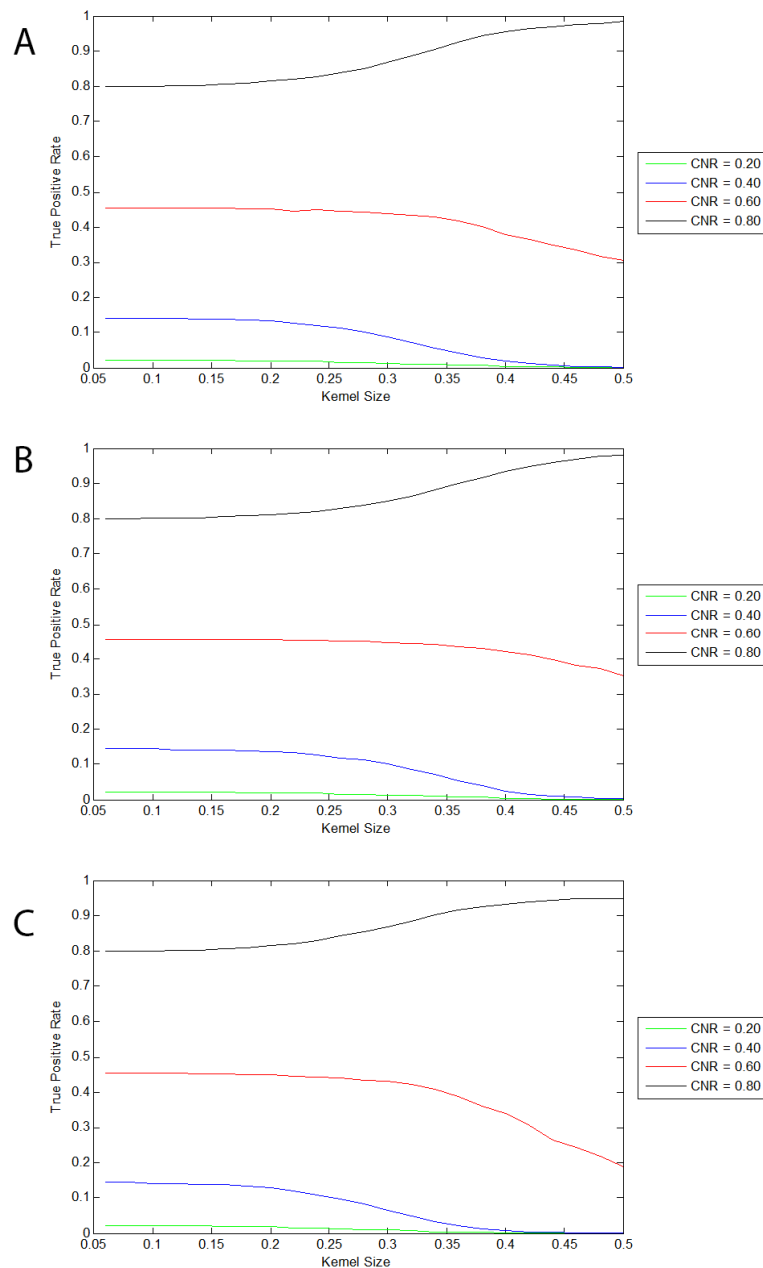 A
1
0.9
0.8
0.7
0.6
0.5
0.4
0.3
0.2
0.1
0
True Positive Rate
0.05 0.1 0.15 0.2 0.25 0.3 0.35 0.4 0.45 0.5
Kernel Size
CNR = 0.20
CNR = 0.40
CNR = 0.60
CNR = 0.80
B
1
0.9
0.8
0.7
0.6
0.5
0.4
0.3
0.2
0.1
0
True Positive Rate
0.05 0.1 0.15 0.2 0.25 0.3 0.35 0.4 0.45 0.5
Kernel Size
CNR = 0.20
CNR = 0.40
CNR = 0.60
CNR = 0.80
C
1
0.9
0.8
0.7
0.6
0.5
0.4
0.3
0.2
0.1
0
True Positive Rate
0.05 0.1 0.15 0.2 0.25 0.3 0.35 0.4 0.45 0.5
Kernel Size
CNR = 0.20
CNR = 0.40
CNR = 0.60
CNR = 0.80